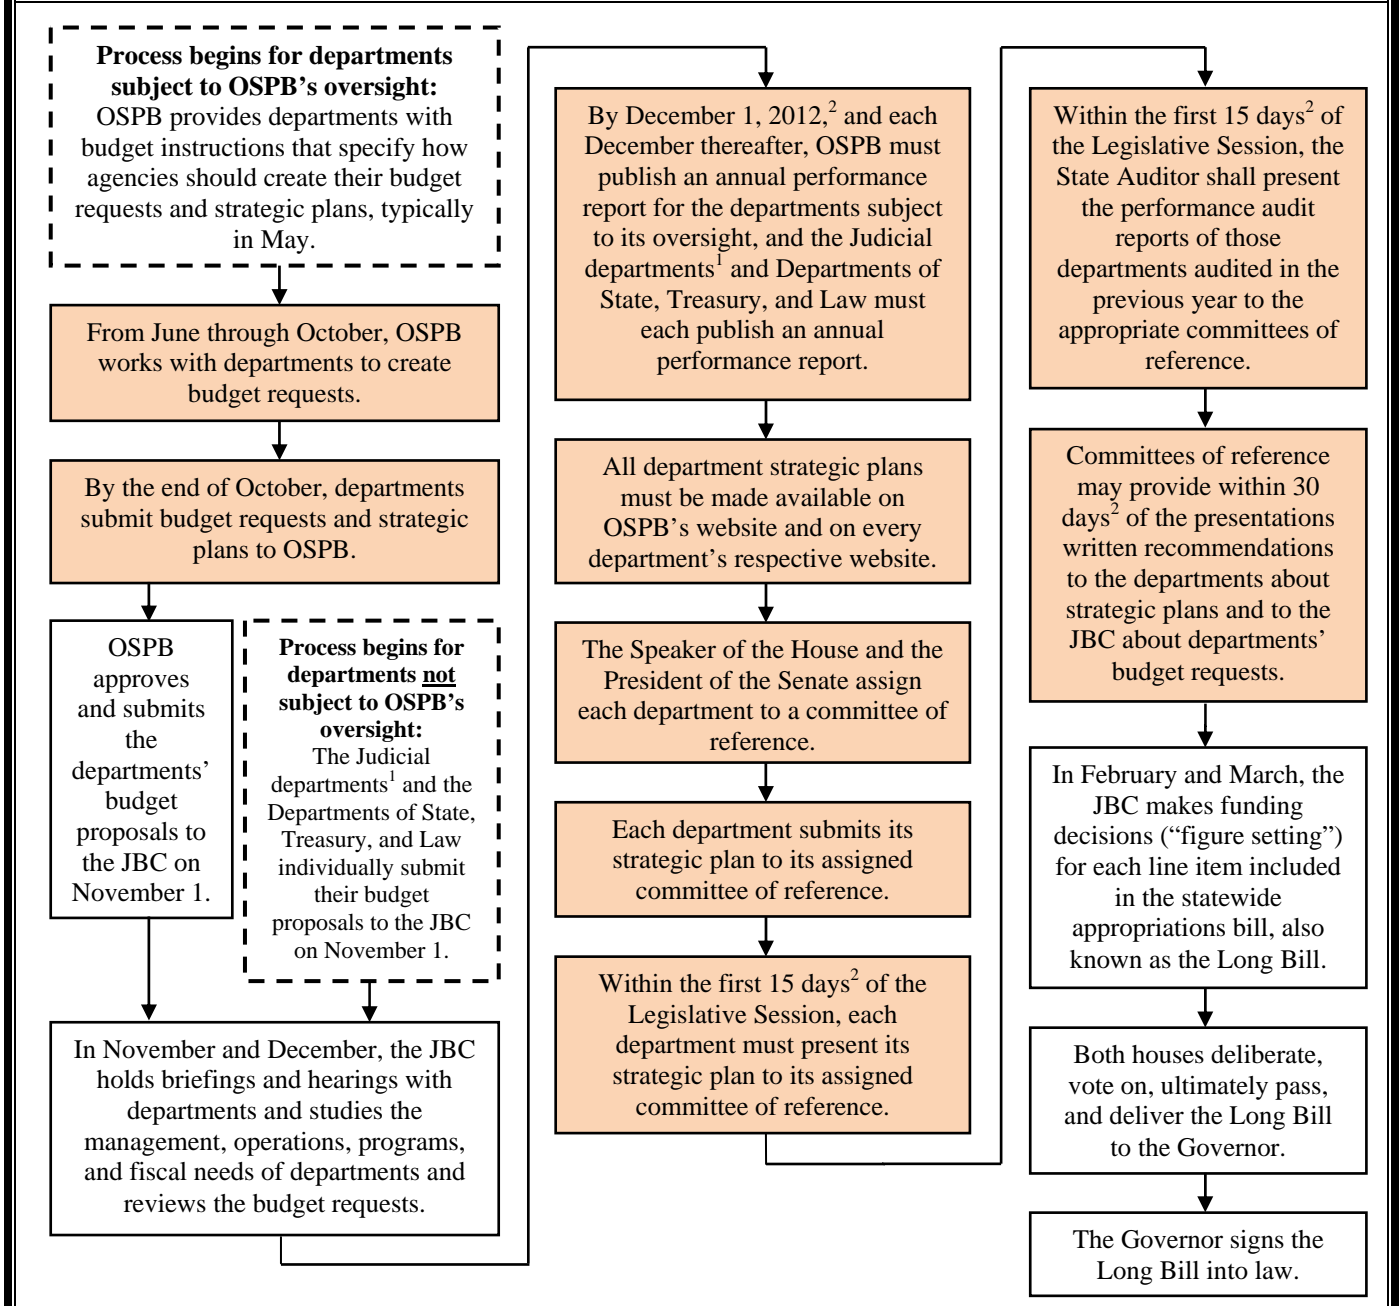 Process begins for departments
subject to OSPB’s oversight:
OSPB provides departments with
budget instructions that specify how
agencies should create their budget
requests and strategic plans, typically
in May.
From June through October, OSPB
works with departments to create
budget requests.
By the end of October, departments
submit budget requests and strategic
plans to OSPB.
OSPB
approves
and submits
the
departments’
budget
proposals to
the JBC on
November 1.
Process begins for
departments not
subject to OSPB’s
oversight:
The Judicial
departments¹ and the
Departments of State,
Treasury, and Law
individually submit
their budget
proposals to the JBC
on November 1.
In November and December, the JBC
holds briefings and hearings with
departments and studies the
management, operations, programs,
and fiscal needs of departments and
reviews the budget requests.
By December 1, 2012,² and each
December thereafter, OSPB must
publish an annual performance
report for the departments subject
to its oversight, and the Judicial
departments¹ and Departments of
State, Treasury, and Law must
each publish an annual
performance report.
All department strategic plans
must be made available on
OSPB’s website and on every
department’s respective website.
The Speaker of the House and the
President of the Senate assign
each department to a committee of
reference.
Each department submits its
strategic plan to its assigned
committee of reference.
Within the first 15 days² of the
Legislative Session, each
department must present its
strategic plan to its assigned
committee of reference.
Within the first 15 days² of
the Legislative Session, the
State Auditor shall present
the performance audit
reports of those
departments audited in the
previous year to the
appropriate committees of
reference.
Committees of reference
may provide within 30
days² of the presentations
written recommendations
to the departments about
strategic plans and to the
JBC about departments’
budget requests.
In February and March, the
JBC makes funding
decisions (“figure setting”)
for each line item included
in the statewide
appropriations bill, also
known as the Long Bill.
Both houses deliberate,
vote on, ultimately pass,
and deliver the Long Bill
to the Governor.
The Governor signs the
Long Bill into law.